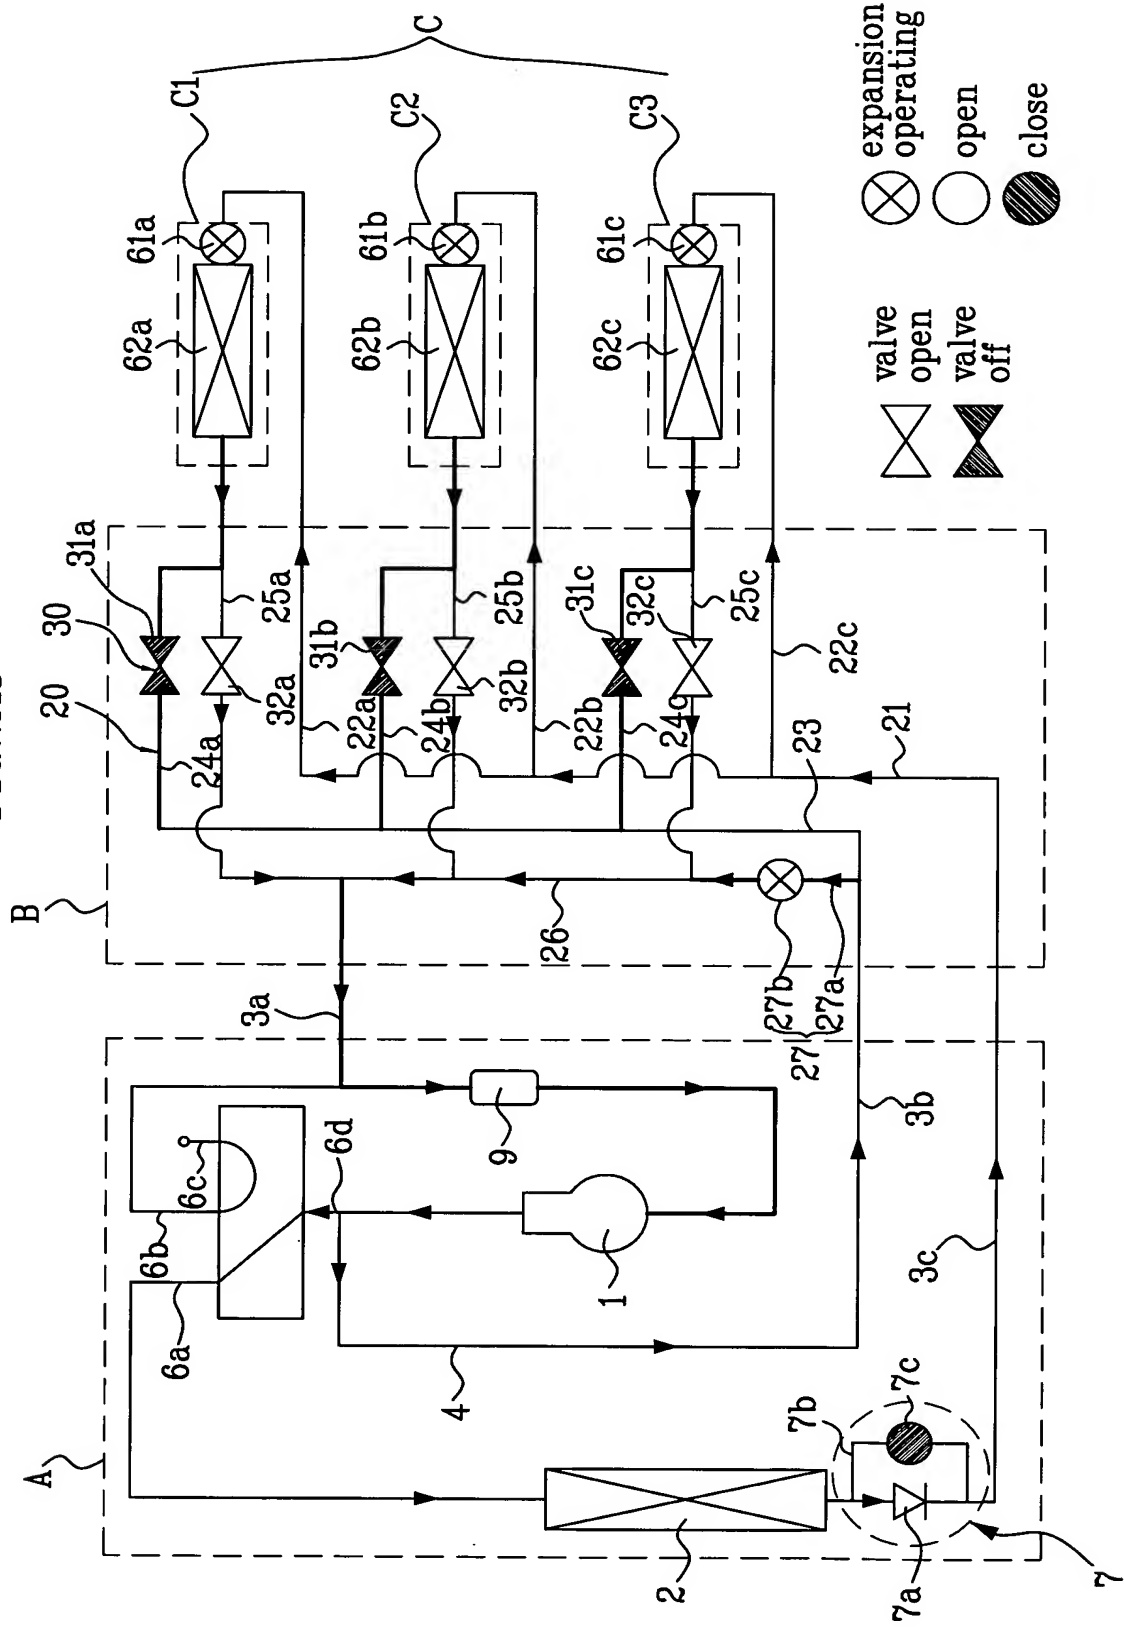 C
C1
C2
C3
61a
61b
61c
62a
62b
62c
expansion
operating
open
close
valve
open
valve
off
B
20
30
31a
25a
32a
24a
22a
31b
25b
32b
24b
22b
31c
32c
25c
24c
22c
23
21
26
27b
27a
27
3a
3b
3c
A
6c
6b
6a
6d
9
1
4
2
7b
7c
7a
7